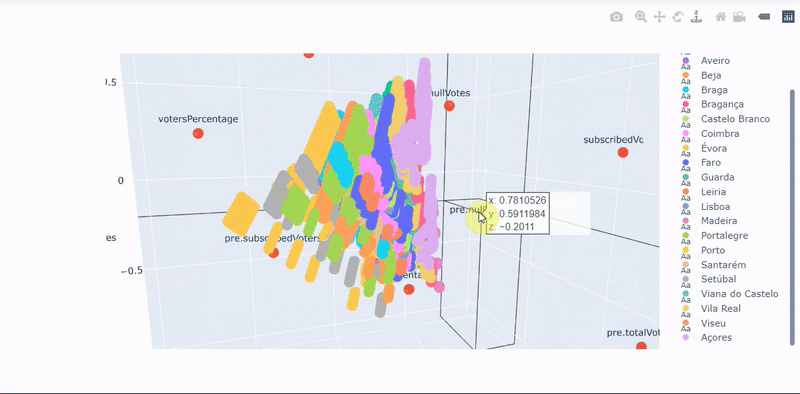 0.5
0
−0.5
es
votersPercentage
nullVotes
subscribedVo
pre.null
pre.subscribedVoters
enta
pre.totalVot
x: 0.7810526
y: 0.5911984
z: −0.2011
Aa Aveiro
Aa Beja
Aa Braga
Aa Bragança
Aa Castelo Branco
Aa Coimbra
Aa Évora
Aa Faro
Aa Guarda
Aa Leiria
Aa Lisboa
Aa Madeira
Aa Portalegre
Aa Porto
Aa Santarém
Aa Setúbal
Aa Viana do Castelo
Aa Vila Real
Aa Viseu
Aa Açores